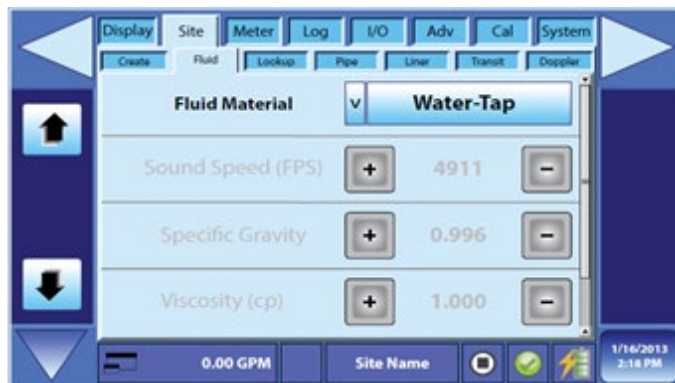 Display Site Meter Log I/O Adv Cal System
Create Fluid Lookup Pipe Liner Transit Doppler
Fluid Material v Water-Tap
Sound Speed (FPS) + 4911 -
Specific Gravity + 0.996 -
Viscosity (cp) + 1.000 -
0.00 GPM Site Name
1/16/2013
2:18 PM